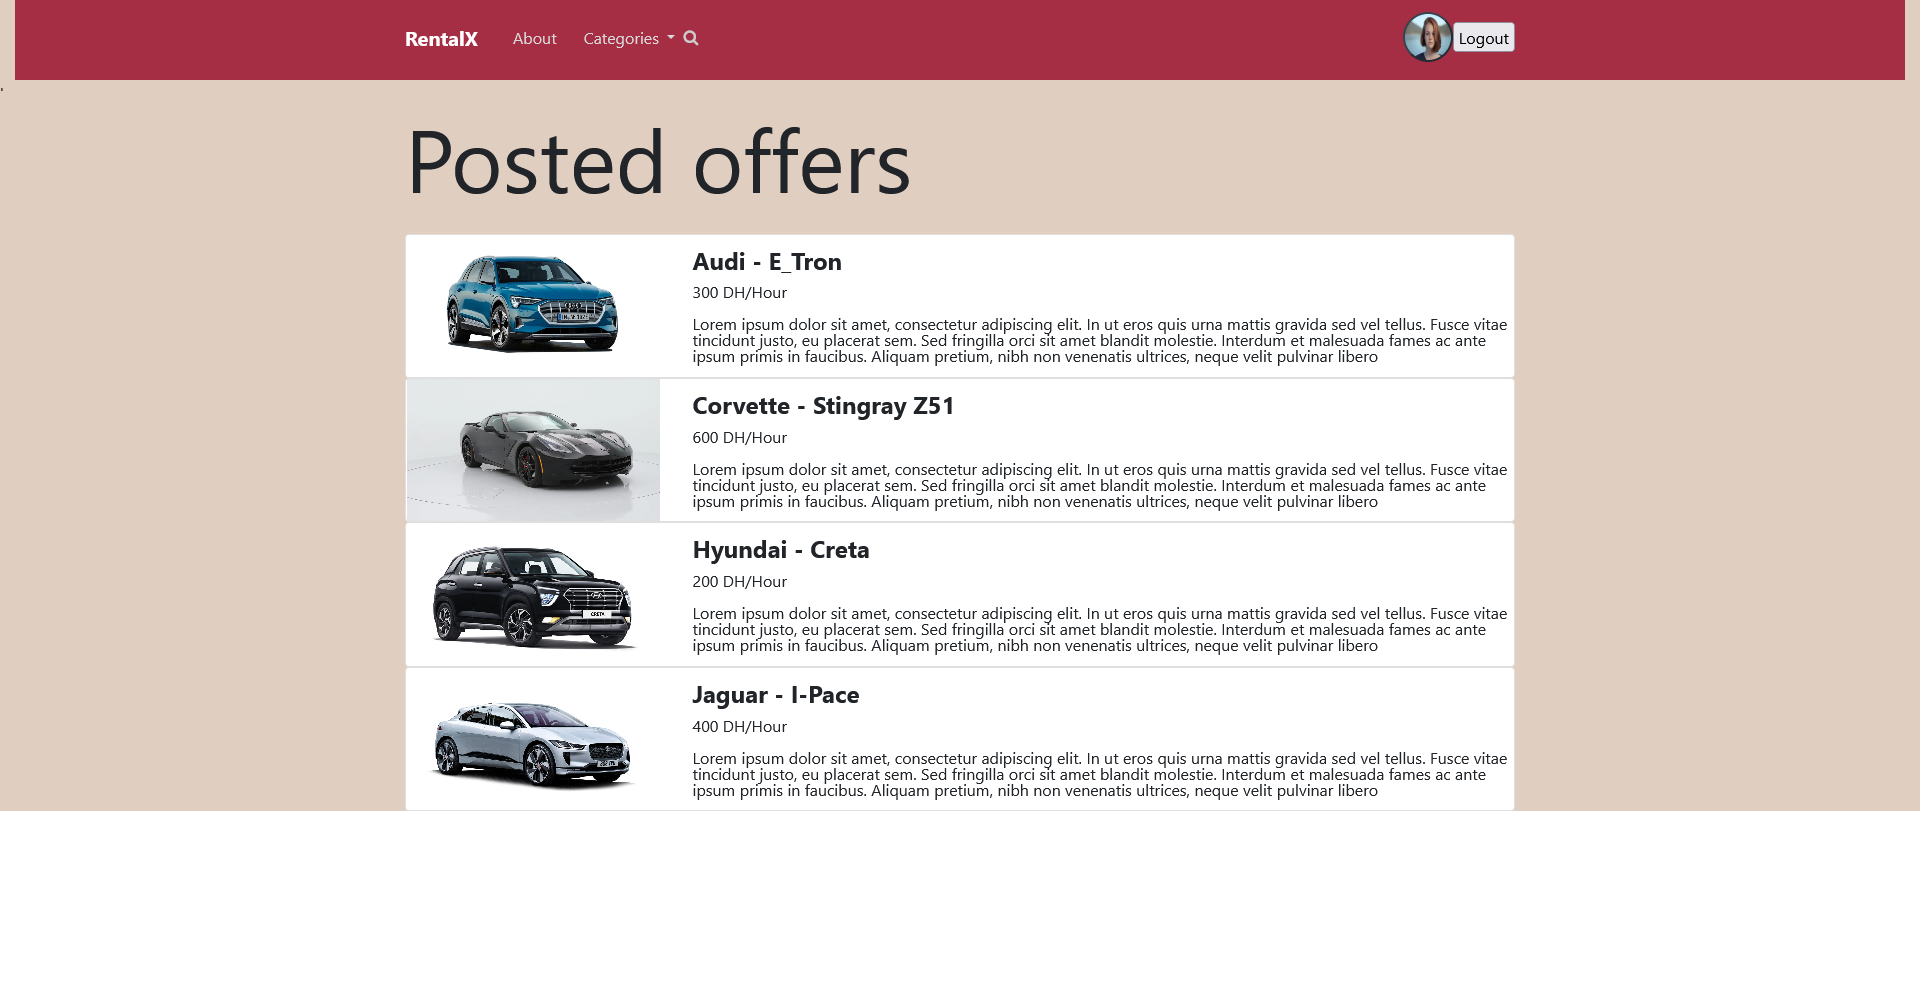 RentalX About Categories Logout
Posted offers
Audi - E_Tron
300 DH/Hour
Lorem ipsum dolor sit amet, consectetur adipiscing elit. In ut eros quis urna mattis gravida sed vel tellus. Fusce vitae
tincidunt justo, eu placerat sem. Sed fringilla orci sit amet blandit molestie. Interdum et malesuada fames ac ante
ipsum primis in faucibus. Aliquam pretium, nibh non venenatis ultrices, neque velit pulvinar libero
Corvette - Stingray Z51
600 DH/Hour
Lorem ipsum dolor sit amet, consectetur adipiscing elit. In ut eros quis urna mattis gravida sed vel tellus. Fusce vitae
tincidunt justo, eu placerat sem. Sed fringilla orci sit amet blandit molestie. Interdum et malesuada fames ac ante
ipsum primis in faucibus. Aliquam pretium, nibh non venenatis ultrices, neque velit pulvinar libero
CRETA
Hyundai - Creta
200 DH/Hour
Lorem ipsum dolor sit amet, consectetur adipiscing elit. In ut eros quis urna mattis gravida sed vel tellus. Fusce vitae
tincidunt justo, eu placerat sem. Sed fringilla orci sit amet blandit molestie. Interdum et malesuada fames ac ante
ipsum primis in faucibus. Aliquam pretium, nibh non venenatis ultrices, neque velit pulvinar libero
Jaguar - I-Pace
400 DH/Hour
Lorem ipsum dolor sit amet, consectetur adipiscing elit. In ut eros quis urna mattis gravida sed vel tellus. Fusce vitae
tincidunt justo, eu placerat sem. Sed fringilla orci sit amet blandit molestie. Interdum et malesuada fames ac ante
ipsum primis in faucibus. Aliquam pretium, nibh non venenatis ultrices, neque velit pulvinar libero